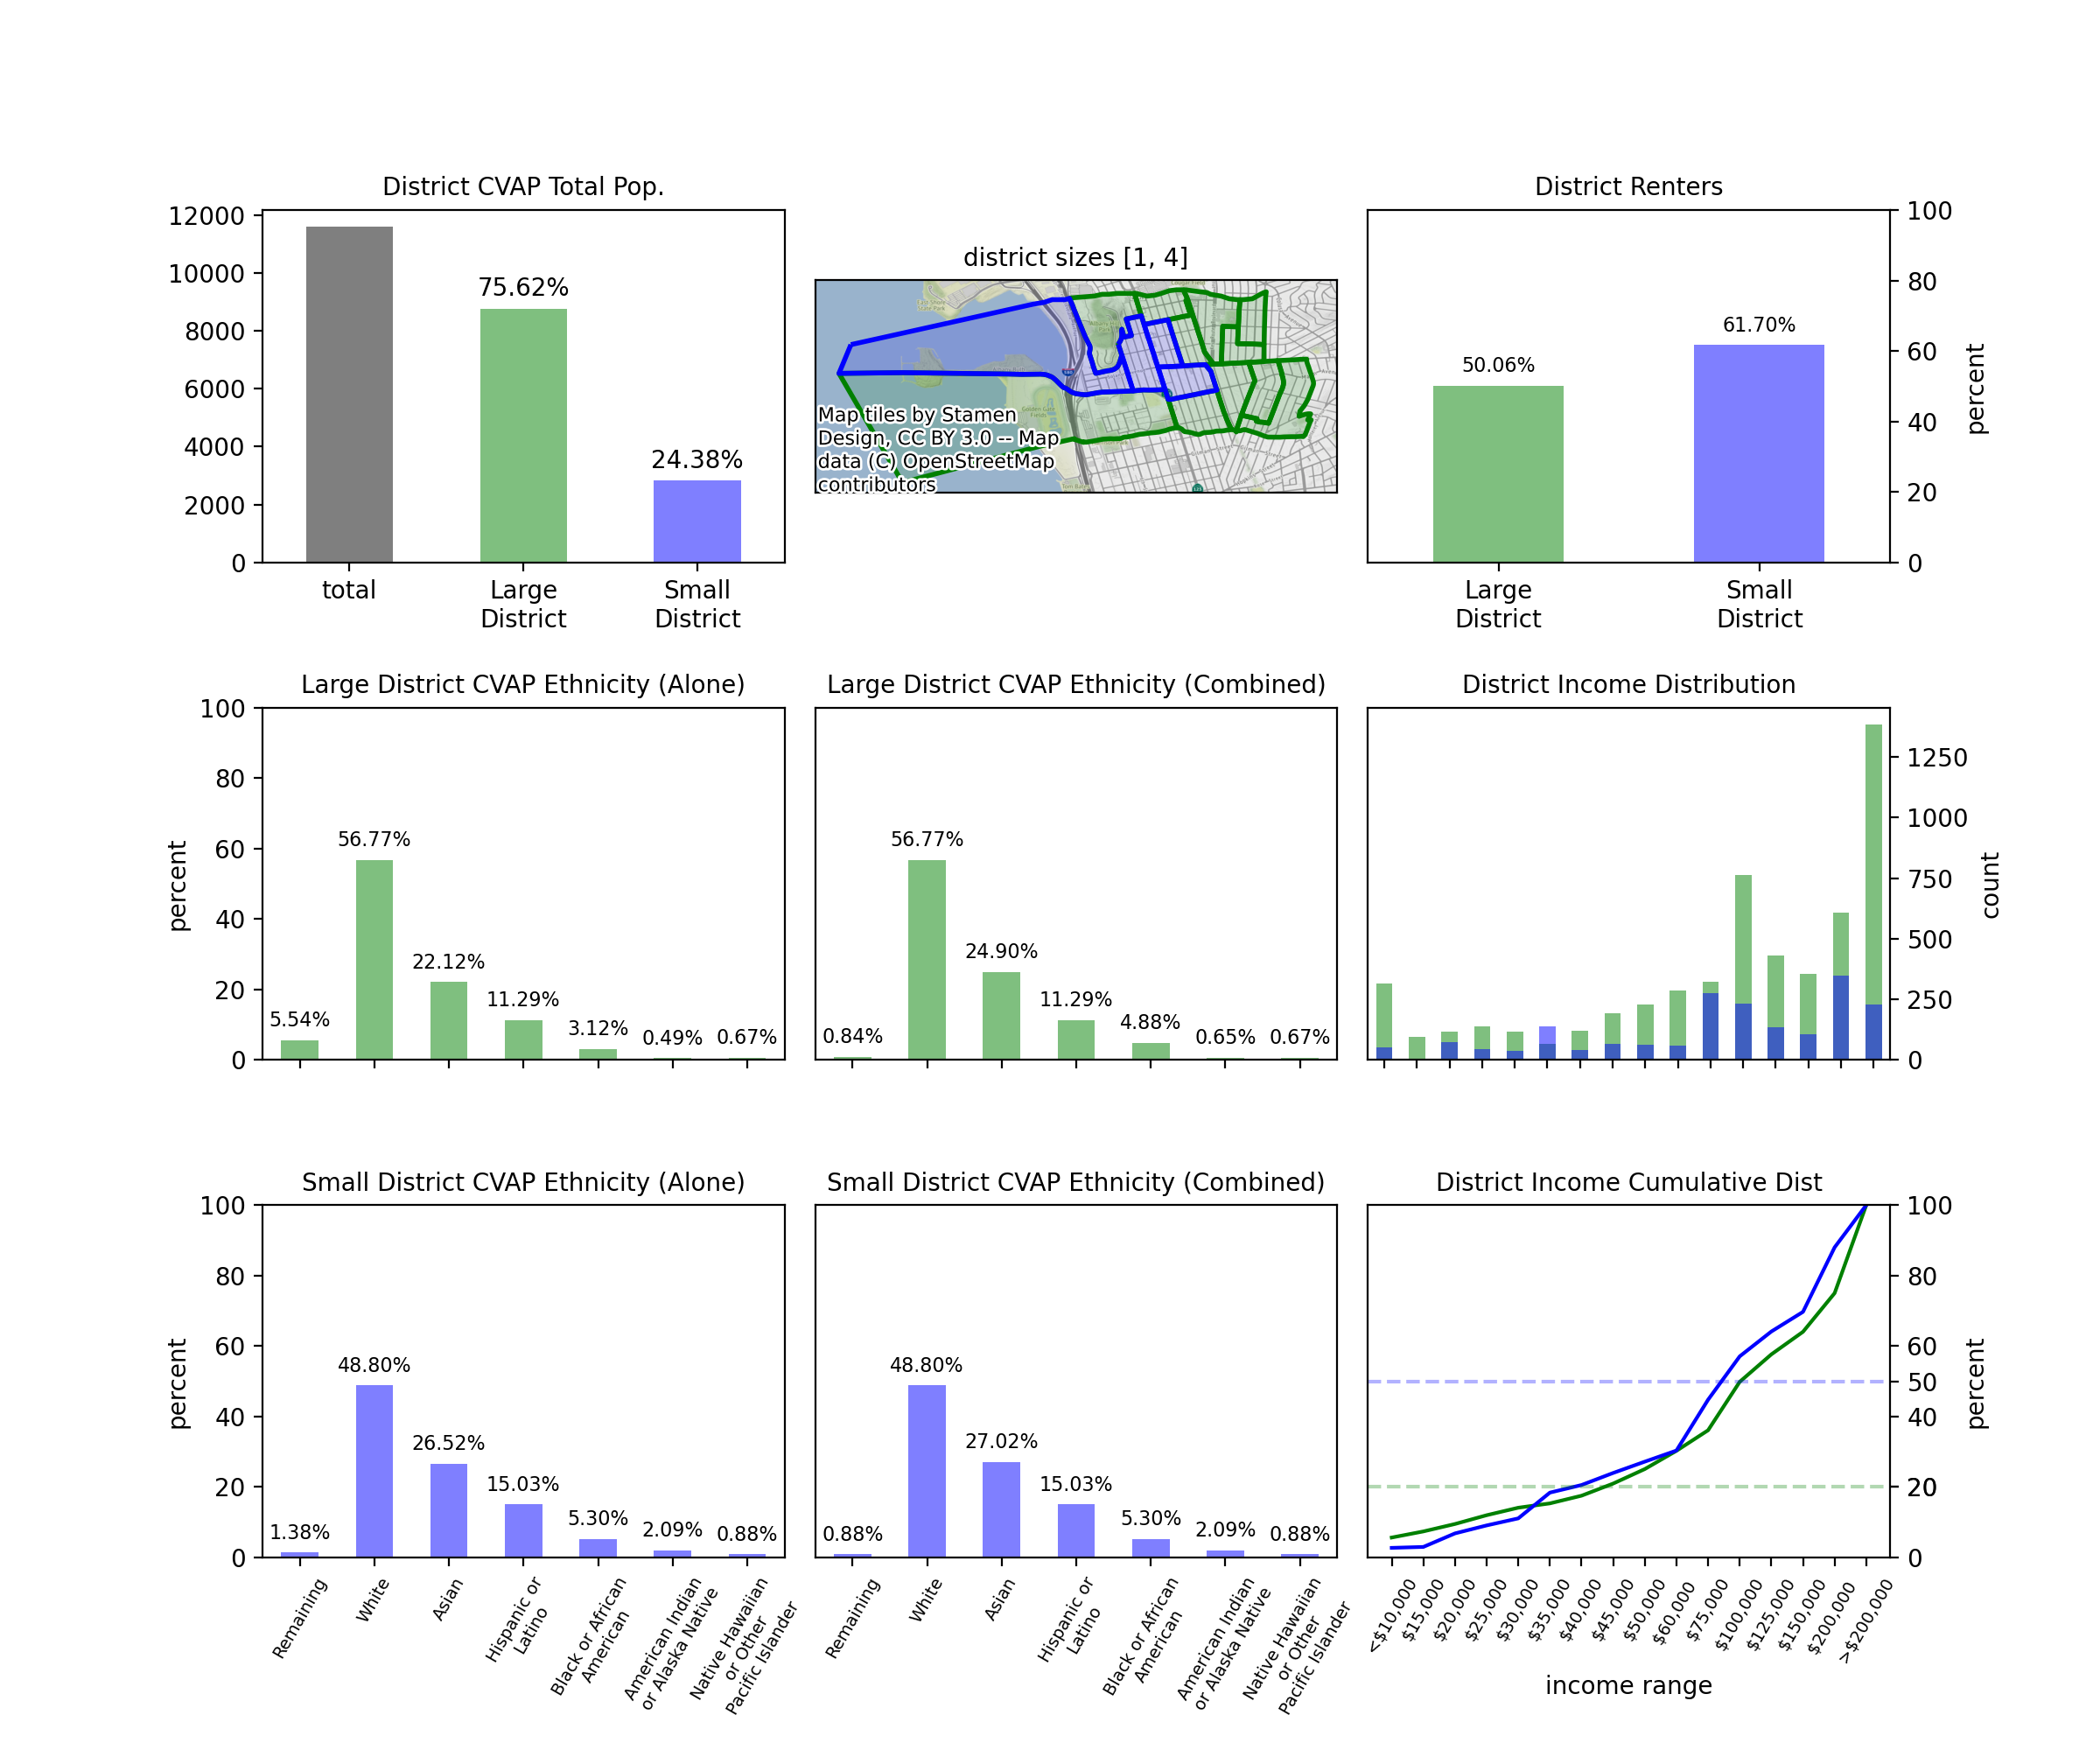 District CVAP Total Pop.
12000
10000
8000
6000
4000
2000
0
75.62%
24.38%
total
Large
District
Small
District
district sizes [1, 4]
Map tiles by Stamen
Design, CC BY 3.0 -- Map
data (C) OpenStreetMap
contributors
District Renters
50.06%
61.70%
100
80
60
40
20
0
percent
Large
District
Small
District
Large District CVAP Ethnicity (Alone)
percent
100
80
60
40
20
0
5.54%
56.77%
22.12%
11.29%
3.12%
0.49%
0.67%
Large District CVAP Ethnicity (Combined)
0.84%
56.77%
24.90%
11.29%
4.88%
0.65%
0.67%
District Income Distribution
1250
1000
750
500
250
0
count
Small District CVAP Ethnicity (Alone)
percent
100
80
60
40
20
0
1.38%
48.80%
26.52%
15.03%
5.30%
2.09%
0.88%
Remaining
White
Asian
Hispanic or
Latino
Black or African
American
American Indian
or Alaska Native
Native Hawaiian
or Other
Pacific Islander
Small District CVAP Ethnicity (Combined)
0.88%
48.80%
27.02%
15.03%
5.30%
2.09%
0.88%
Remaining
White
Asian
Hispanic or
Latino
Black or African
American
American Indian
or Alaska Native
Native Hawaiian
or Other
Pacific Islander
District Income Cumulative Dist
100
80
60
50
40
20
0
percent
<$10,000
$15,000
$20,000
$25,000
$30,000
$35,000
$40,000
$45,000
$50,000
$60,000
$75,000
$100,000
$125,000
$150,000
$200,000
>$200,000
income range